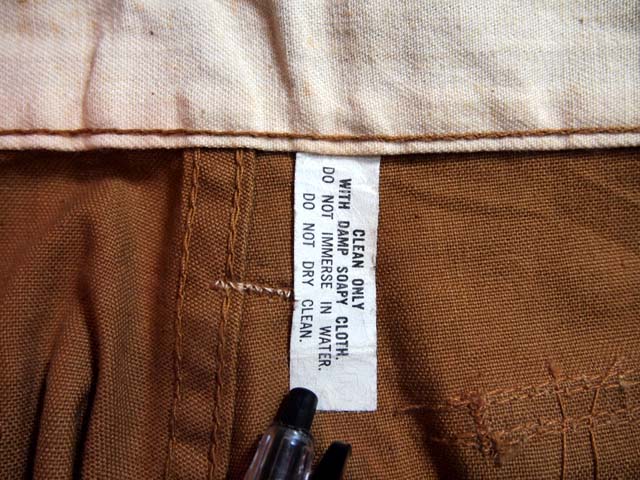 CLEAN ONLY
WITH DAMP SOAPY CLOTH.
DO NOT IMMERSE IN WATER.
DO NOT DRY CLEAN.